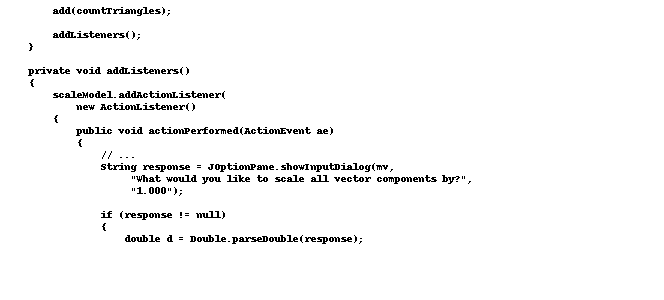 add(countTriangles);
addListeners();
}
private void addListeners()
{
scaleModel.addActionListener(
new ActionListener()
{
public void actionPerformed(ActionEvent ae)
{
// ...
String response = JOptionPane.showInputDialog(mv,
"What would you like to scale all vector components by?",
"1.000");
if (response != null)
{
double d = Double.parseDouble(response);